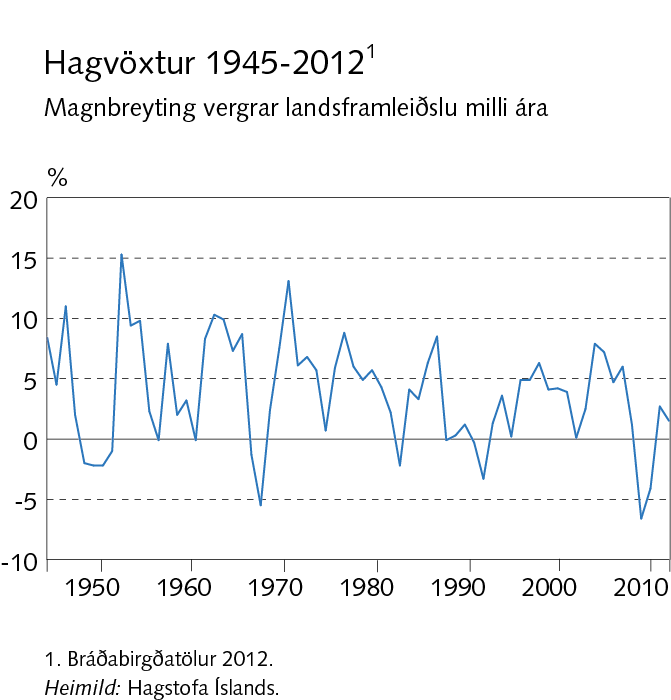 Hagvöxtur 1945-2012¹
Magnbreyting vergrar landsframleiðslu milli ára
%
20
15
10
5
0
-5
-10
1950 1960 1970 1980 1990 2000 2010
1. Bráðabirgðatölur 2012.
Heimild: Hagstofa Íslands.